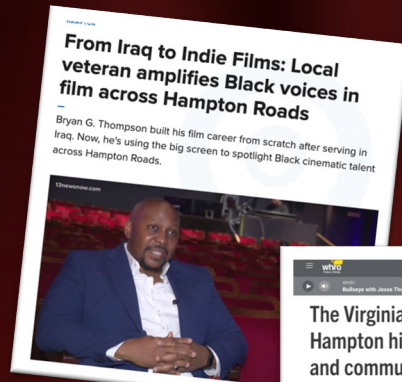 From Iraq to Indie Films: Local
veteran amplifies Black voices in
film across Hampton Roads
Bryan G. Thompson built his film career from scratch after serving in
Iraq. Now, he's using the big screen to spotlight Black cinematic talent
across Hampton Roads.
13newsnow.com
whro
Bullseye with Jesse Tho
The Virginia
Hampton hi
and commu